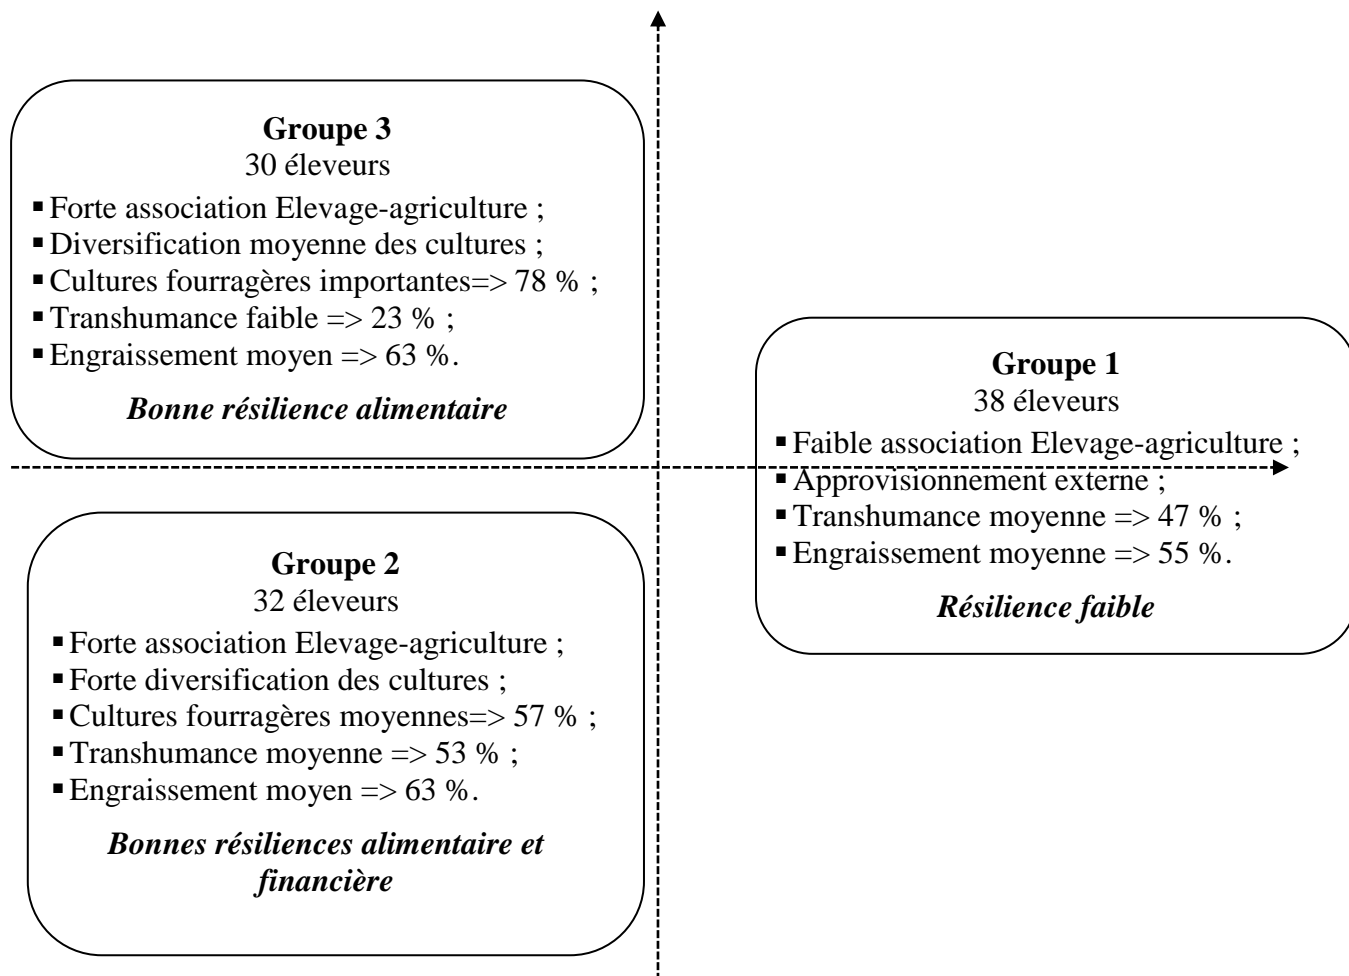 Groupe 3
30 éleveurs
▪ Forte association Elevage-agriculture ;
▪ Diversification moyenne des cultures ;
▪ Cultures fourragères importantes=> 78 % ;
▪ Transhumance faible => 23 % ;
▪ Engraissement moyen => 63 %.
Bonne résilience alimentaire
Groupe 1
38 éleveurs
▪ Faible association Elevage-agriculture ;
▪ Approvisionnement externe ;
▪ Transhumance moyenne => 47 % ;
▪ Engraissement moyenne => 55 %.
Résilience faible
Groupe 2
32 éleveurs
▪ Forte association Elevage-agriculture ;
▪ Forte diversification des cultures ;
▪ Cultures fourragères moyennes=> 57 % ;
▪ Transhumance moyenne => 53 % ;
▪ Engraissement moyen => 63 %.
Bonnes résiliences alimentaire et
financière